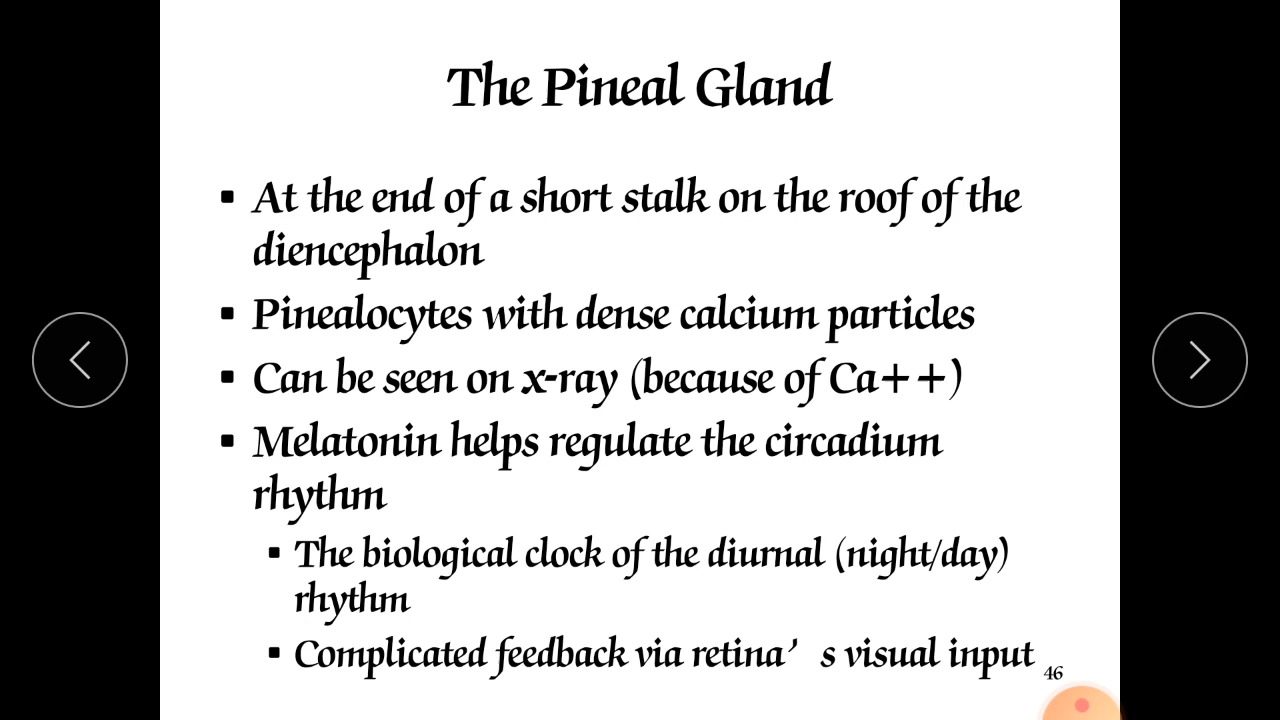 The Pineal Gland
▪ At the end of a short stalk on the roof of the
diencephalon
▪ Pinealocytes with dense calcium particles
▪ Can be seen on x-ray (because of Ca++)
▪ Melatonin helps regulate the circadium
rhythm
▪ The biological clock of the diurnal (night/day)
rhythm
▪ Complicated feedback via retina’ s visual input
46